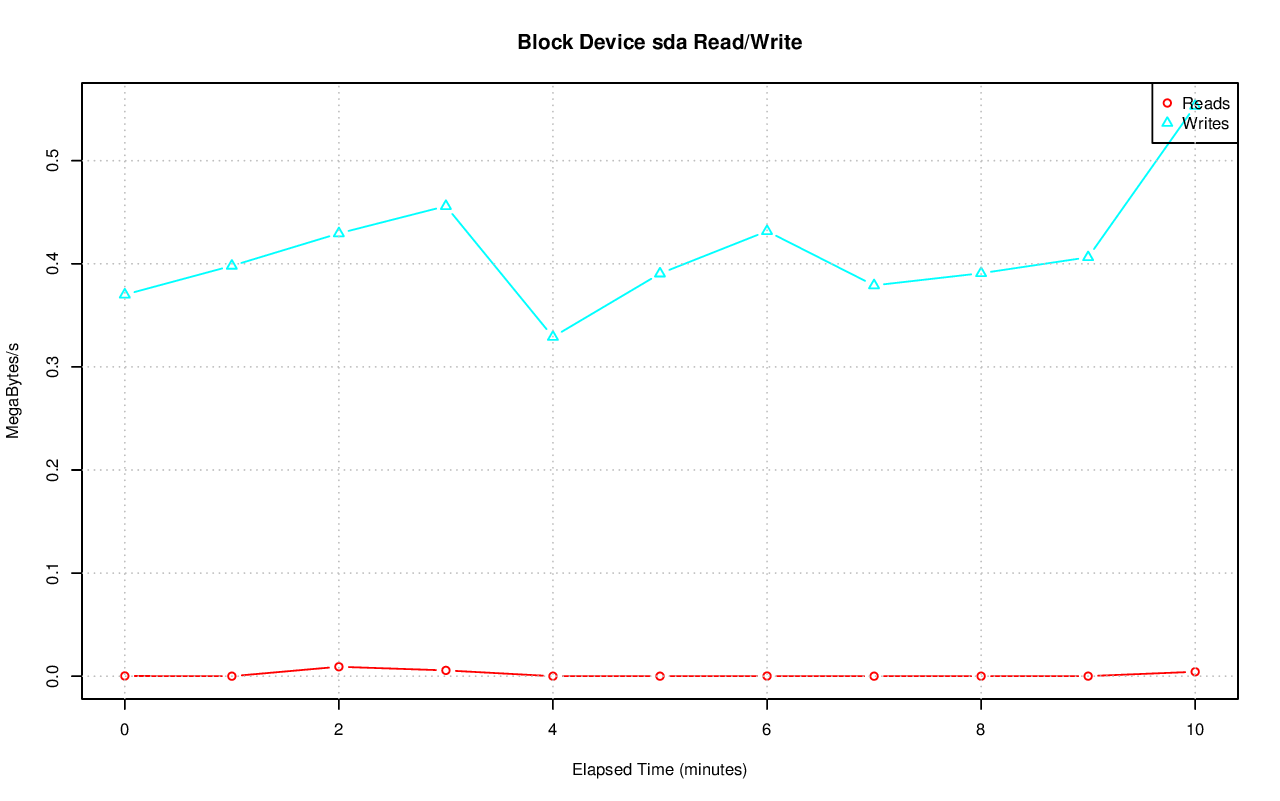 Block Device sda Read/Write
Reads
Writes
MegaBytes/s
0.5
0.4
0.3
0.2
0.1
0.0
0 2 4 6 8 10
Elapsed Time (minutes)